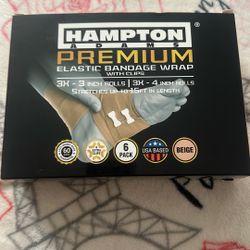 HAMPTON
ADAMS
®
PREMIUM
ELASTIC BANDAGE WRAP
WITH CLIPS
3X - 3 INCH ROLLS | 3X - 4 INCH ROLLS
STRETCHES UP TO 15FT IN LENGTH
60
6
PACK
USA BASED
BEIGE